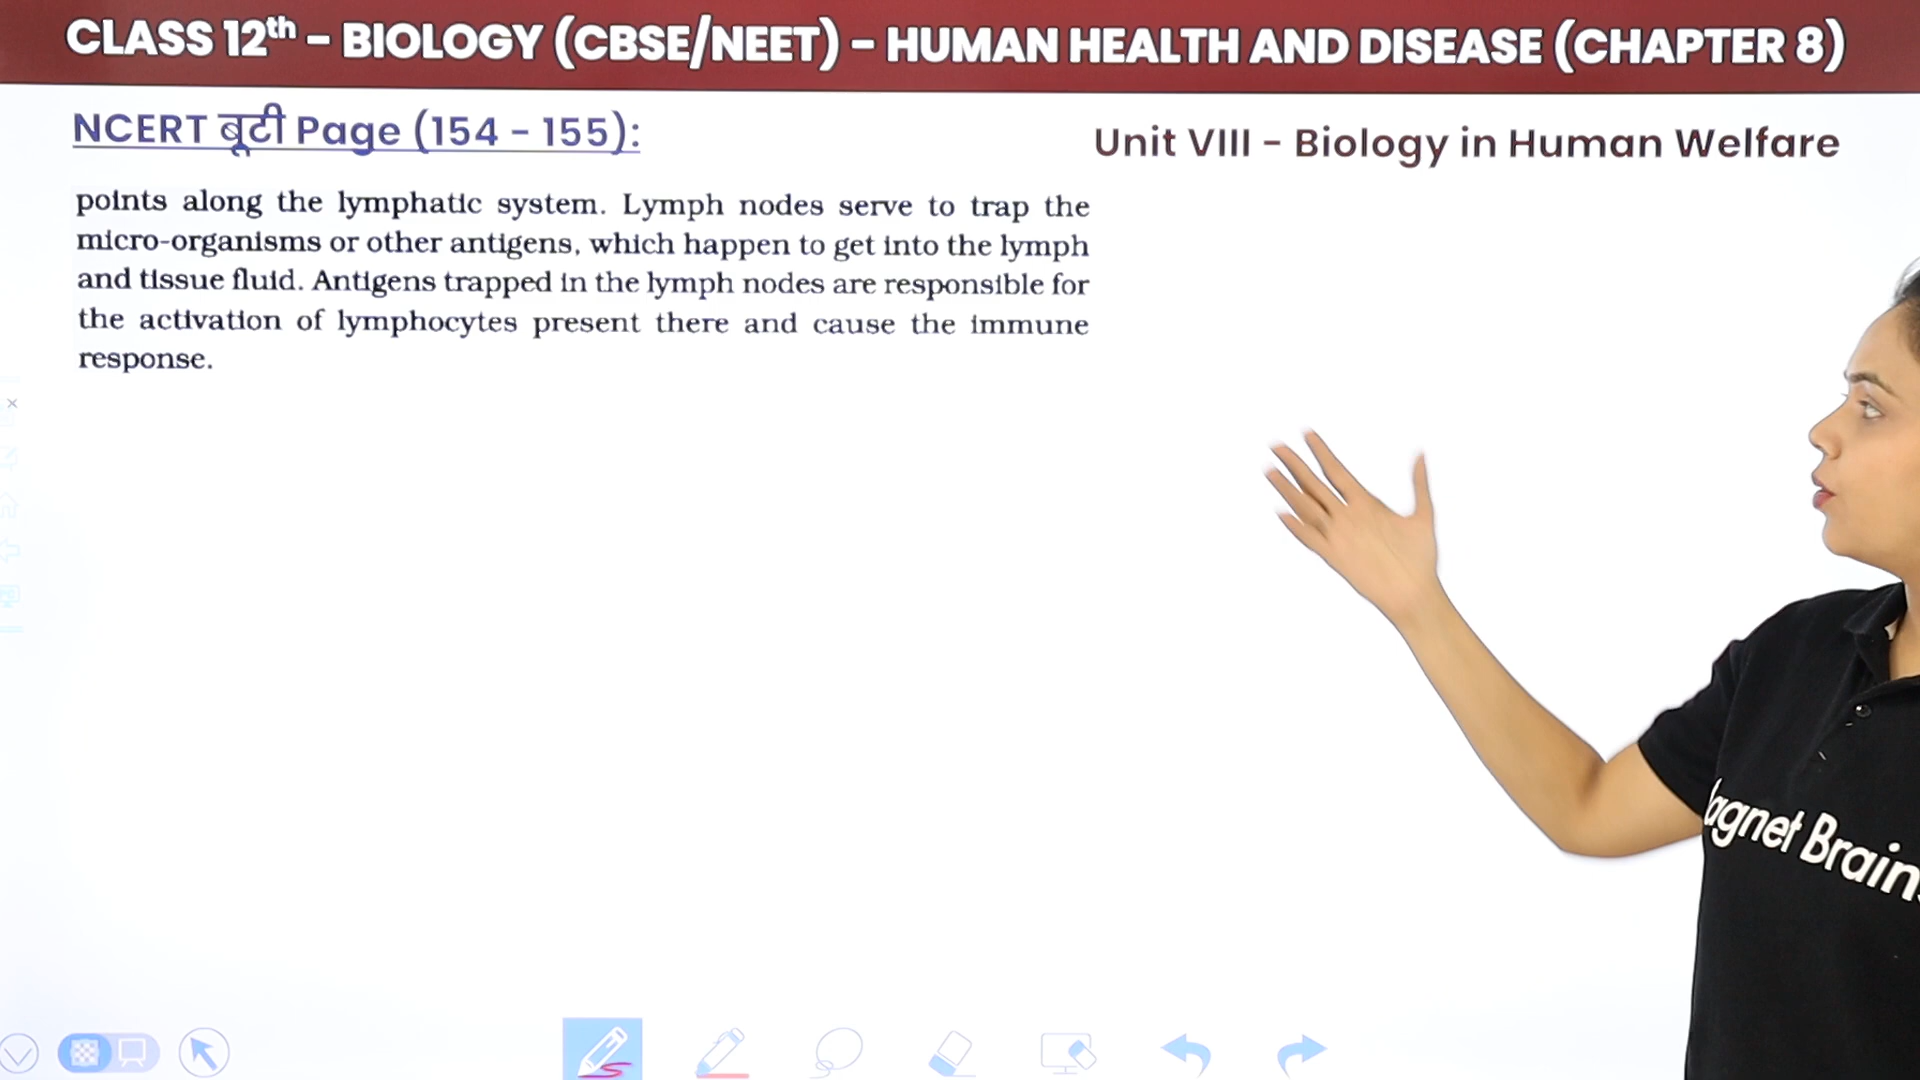 CLASS 12th - BIOLOGY (CBSE/NEET) - HUMAN HEALTH AND DISEASE (CHAPTER 8)
NCERT बूटी Page (154 - 155):
Unit VIII - Biology in Human Welfare
points along the lymphatic system. Lymph nodes serve to trap the
micro-organisms or other antigens, which happen to get into the lymph
and tissue fluid. Antigens trapped in the lymph nodes are responsible for
the activation of lymphocytes present there and cause the immune
response.
agnet Brain